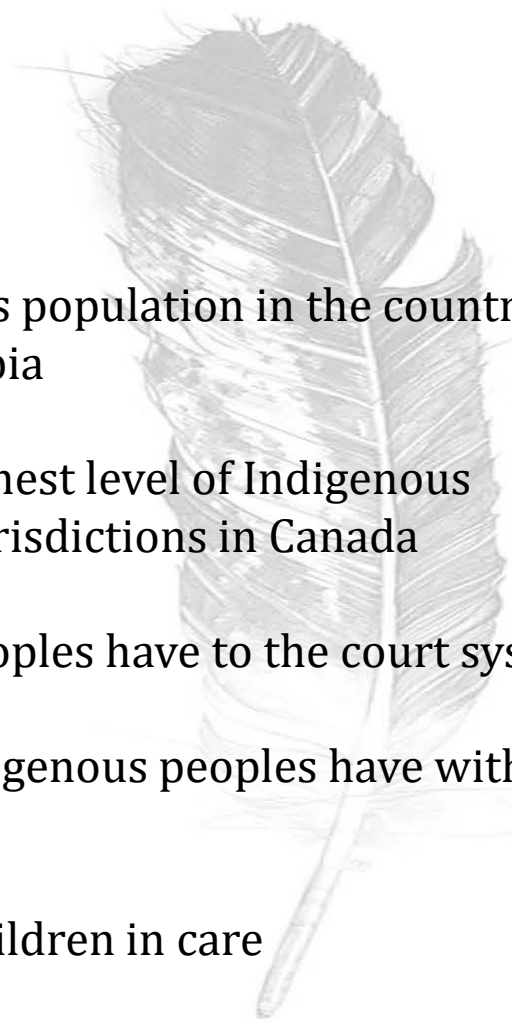 s population in the countr
bia
hest level of Indigenous
risdictions in Canada
oples have to the court sys
genous peoples have with
ildren in care